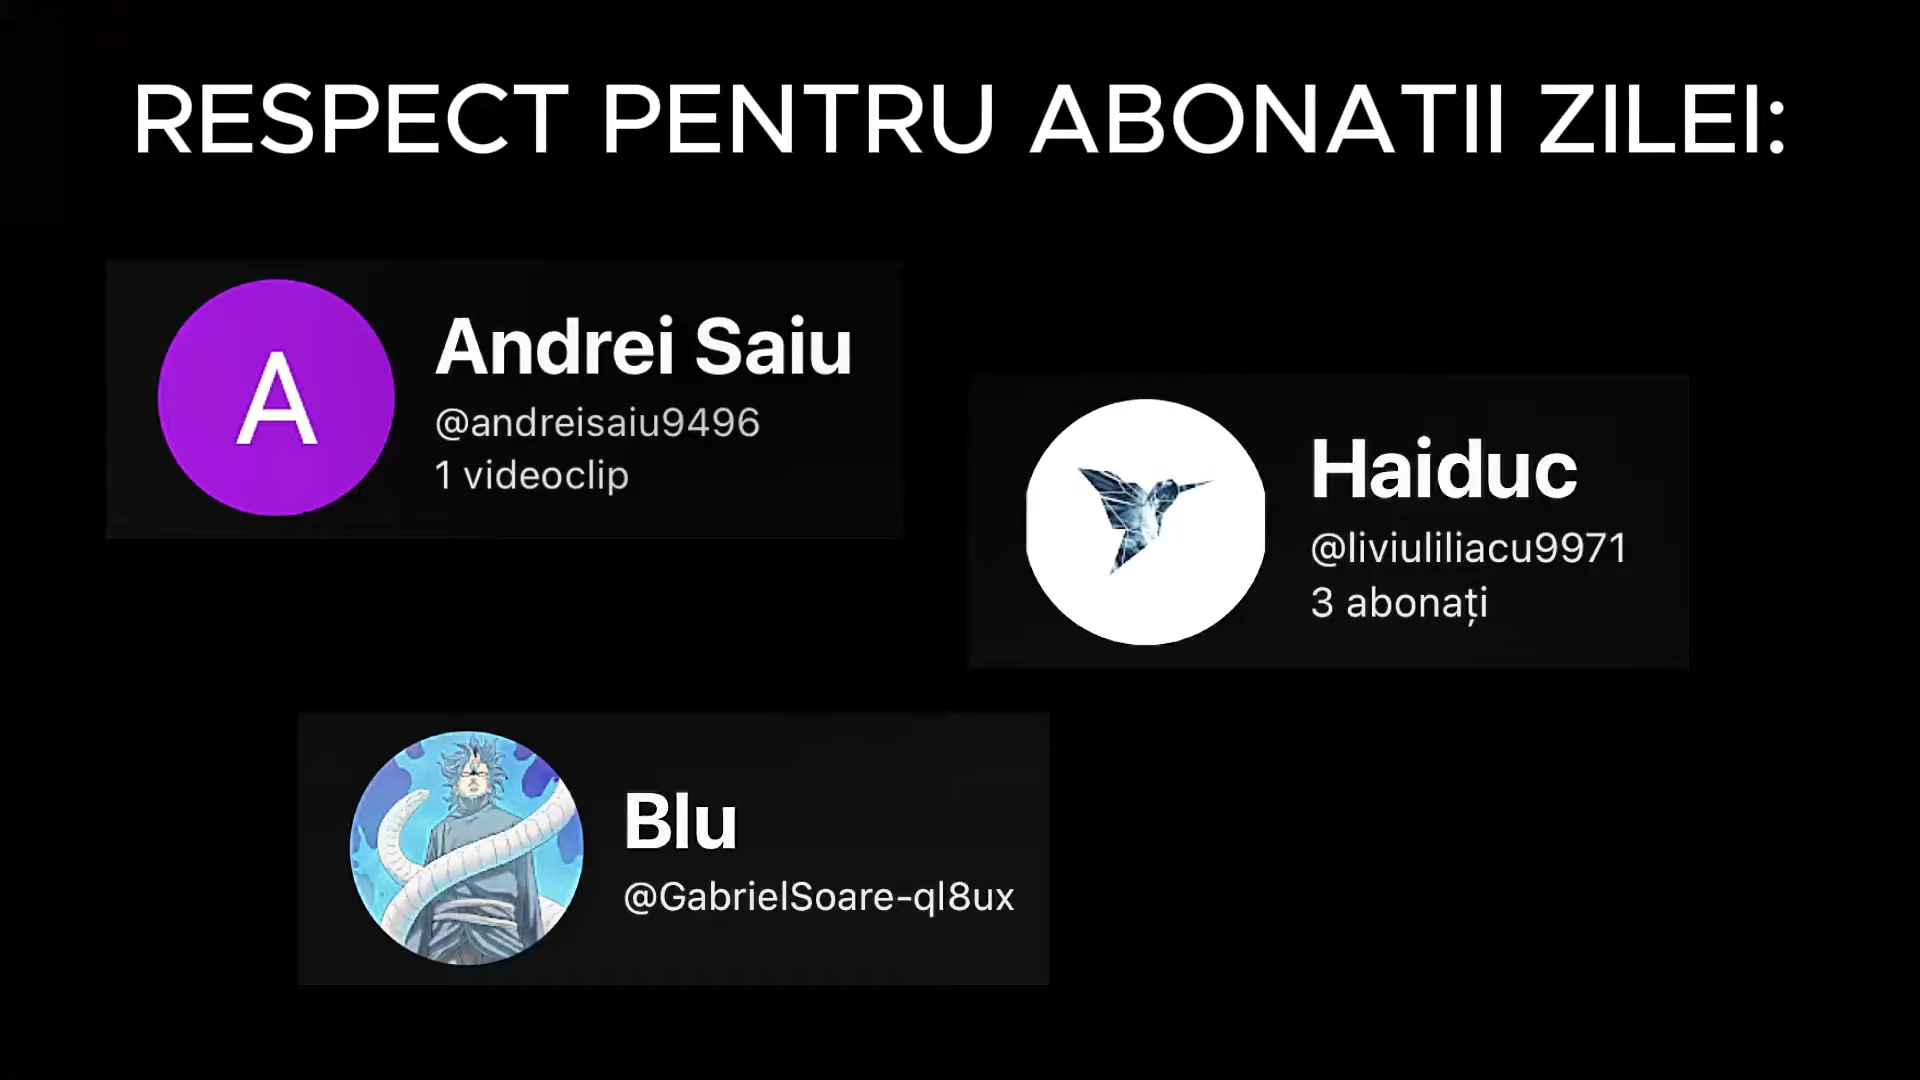 RESPECT PENTRU ABONATII ZILEI:
A
Andrei Saiu
@andreisaiu9496
1 videoclip
Haiduc
@liviuliliacu9971
3 abonați
Blu
@GabrielSoare-ql8ux